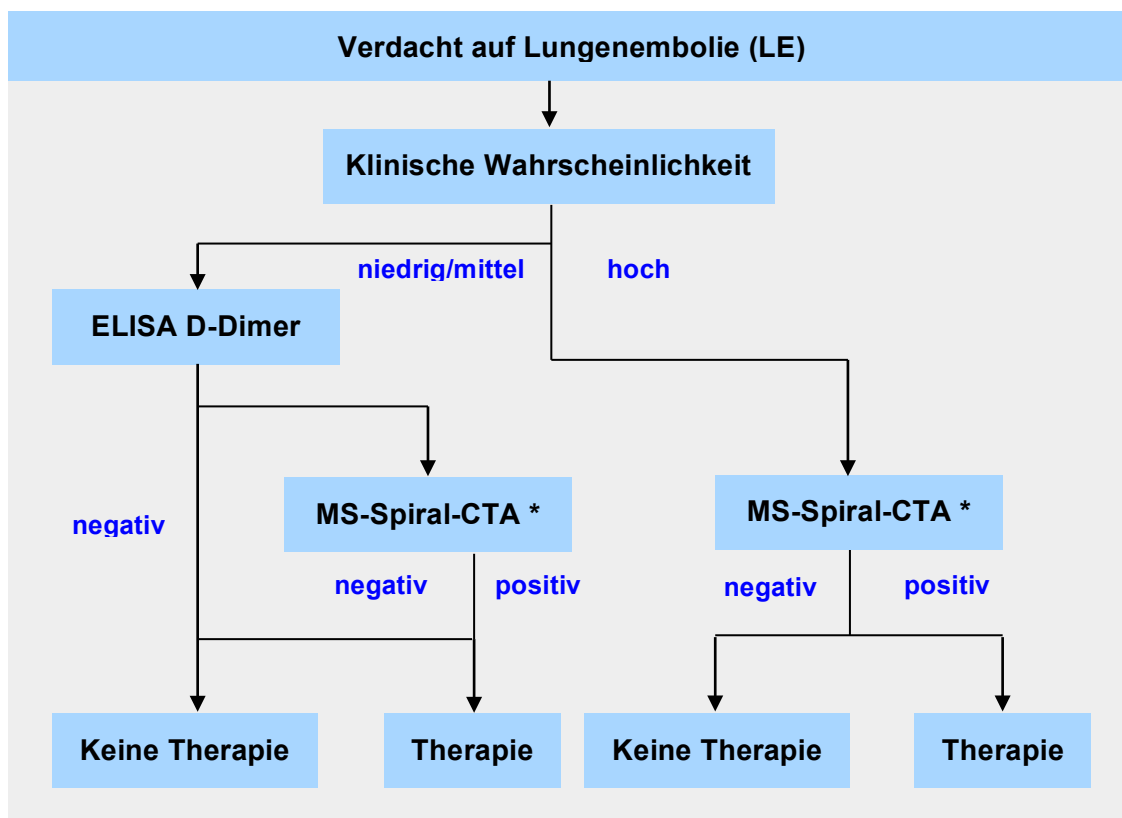 Verdacht auf Lungenembolie (LE)
Klinische Wahrscheinlichkeit
niedrig/mittel
hoch
ELISA D-Dimer
negativ
MS-Spiral-CTA *
MS-Spiral-CTA *
negativ
positiv
negativ
positiv
Keine Therapie
Therapie
Keine Therapie
Therapie